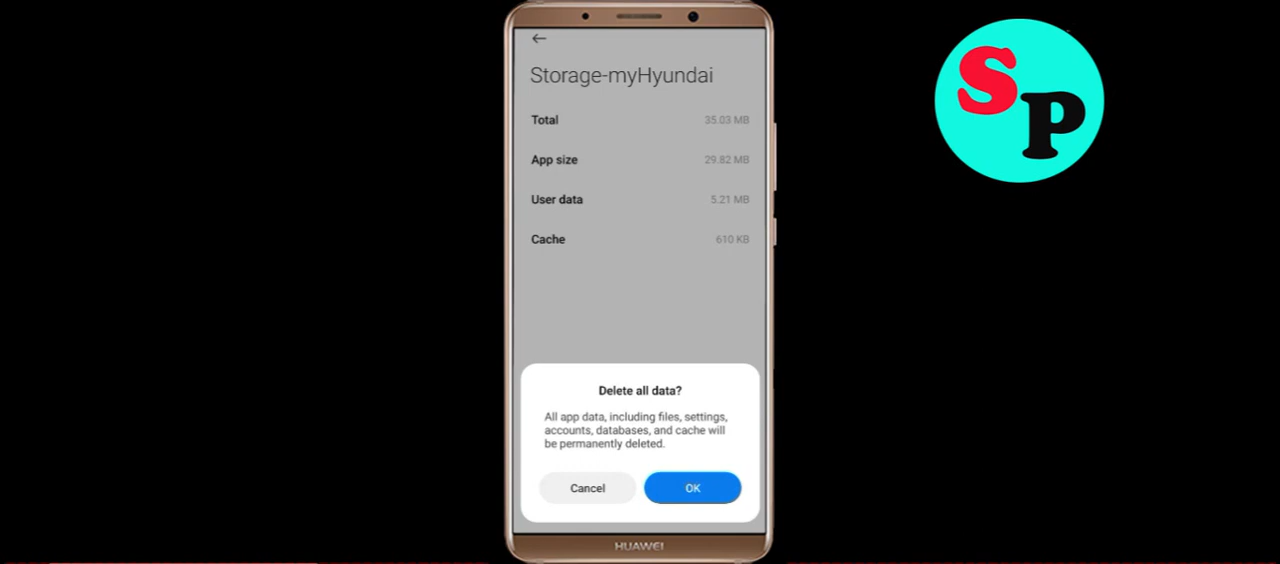 Storage-myHyundai
Total 35.03 MB
App size 29.82 MB
User data 5.21 MB
Cache 610 KB
Delete all data?
All app data, including files, settings,
accounts, databases, and cache will
be permanently deleted.
Cancel OK
HUAWEI
SP